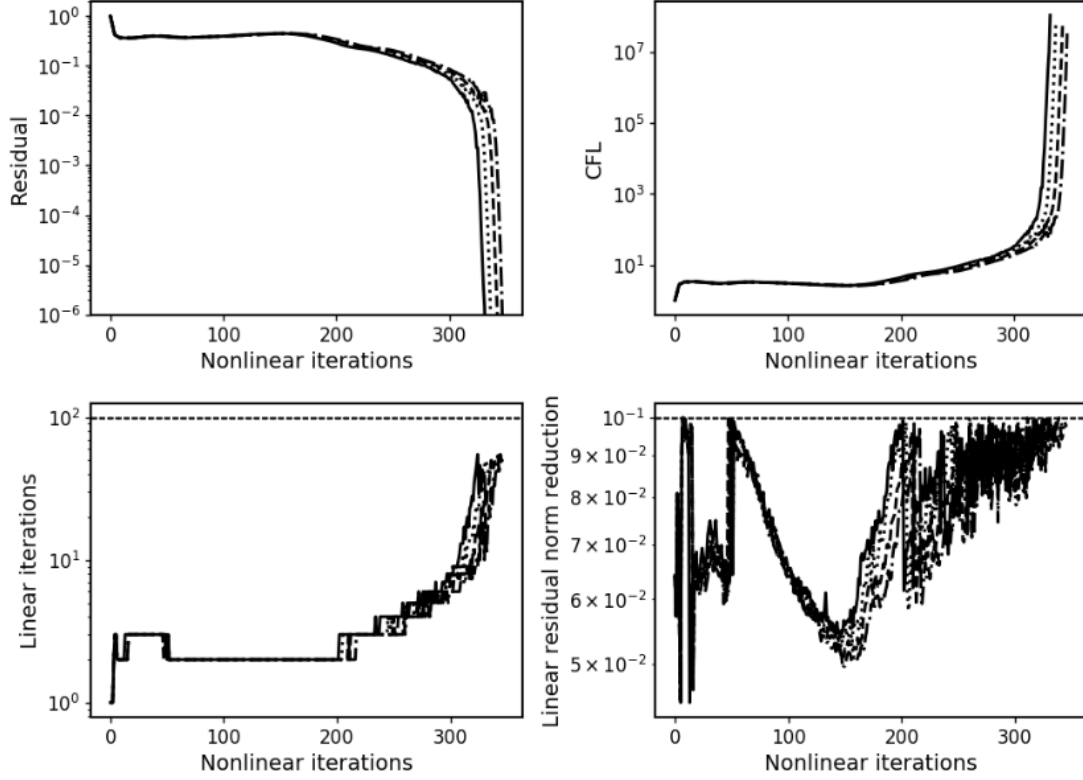 Residual
10^0
10^-1
10^-2
10^-3
10^-4
10^-5
10^-6
0 100 200 300
Nonlinear iterations
CFL
10^7
10^5
10^3
10^1
0 100 200 300
Nonlinear iterations
Linear iterations
10^2
10^1
10^0
0 100 200 300
Nonlinear iterations
Linear residual norm reduction
10^-1
9 × 10^-2
8 × 10^-2
7 × 10^-2
6 × 10^-2
5 × 10^-2
0 100 200 300
Nonlinear iterations